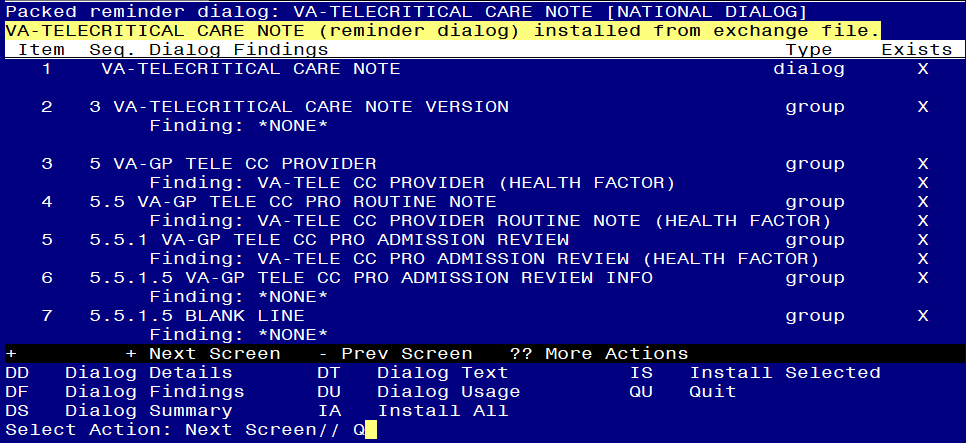 Packed reminder dialog: VA-TELECRITICAL CARE NOTE [NATIONAL DIALOG]
VA-TELECRITICAL CARE NOTE (reminder dialog) installed from exchange file.
Item Seq. Dialog Findings Type Exists
1 VA-TELECRITICAL CARE NOTE dialog X
2 3 VA-TELECRITICAL CARE NOTE VERSION group X
Finding: *NONE*
3 5 VA-GP TELE CC PROVIDER group X
Finding: VA-TELE CC PROVIDER (HEALTH FACTOR) X
4 5.5 VA-GP TELE CC PRO ROUTINE NOTE group X
Finding: VA-TELE CC PROVIDER ROUTINE NOTE (HEALTH FACTOR) X
5 5.5.1 VA-GP TELE CC PRO ADMISSION REVIEW group X
Finding: VA-TELE CC PRO ADMISSION REVIEW (HEALTH FACTOR) X
6 5.5.1.5 VA-GP TELE CC PRO ADMISSION REVIEW INFO group X
Finding: *NONE*
7 5.5.1.5 BLANK LINE group X
Finding: *NONE*
+ + Next Screen - Prev Screen ?? More Actions
DD Dialog Details DT Dialog Text IS Install Selected
DF Dialog Findings DU Dialog Usage QU Quit
DS Dialog Summary IA Install All
Select Action: Next Screen// Q